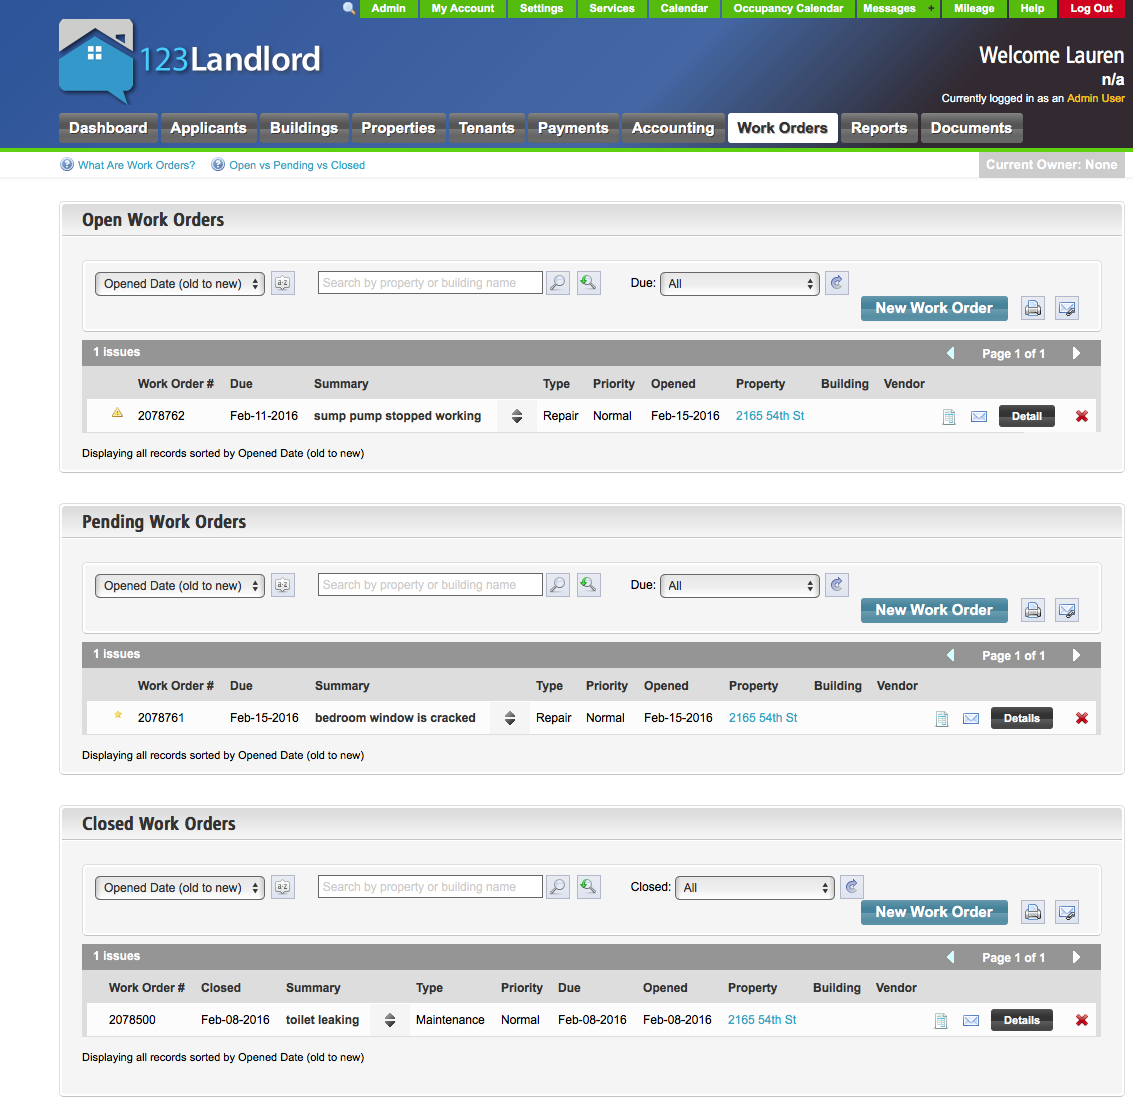 Admin My Account Settings Services Calendar Occupancy Calendar Messages + Mileage Help Log Out
123Landlord
Welcome Lauren
n/a
Currently logged in as an Admin User
Dashboard Applicants Buildings Properties Tenants Payments Accounting Work Orders Reports Documents
? What Are Work Orders? ? Open vs Pending vs Closed Current Owner: None
Open Work Orders
Opened Date (old to new) a-z Search by property or building name Due: All
New Work Order
1 issues Page 1 of 1
Work Order # Due Summary Type Priority Opened Property Building Vendor
2078762 Feb-11-2016 sump pump stopped working Repair Normal Feb-15-2016 2165 54th St Detail
Displaying all records sorted by Opened Date (old to new)
Pending Work Orders
Opened Date (old to new) a-z Search by property or building name Due: All
New Work Order
1 issues Page 1 of 1
Work Order # Due Summary Type Priority Opened Property Building Vendor
2078761 Feb-15-2016 bedroom window is cracked Repair Normal Feb-15-2016 2165 54th St Details
Displaying all records sorted by Opened Date (old to new)
Closed Work Orders
Opened Date (old to new) a-z Search by property or building name Closed: All
New Work Order
1 issues Page 1 of 1
Work Order # Closed Summary Type Priority Due Opened Property Building Vendor
2078500 Feb-08-2016 toilet leaking Maintenance Normal Feb-08-2016 Feb-08-2016 2165 54th St Details
Displaying all records sorted by Opened Date (old to new)